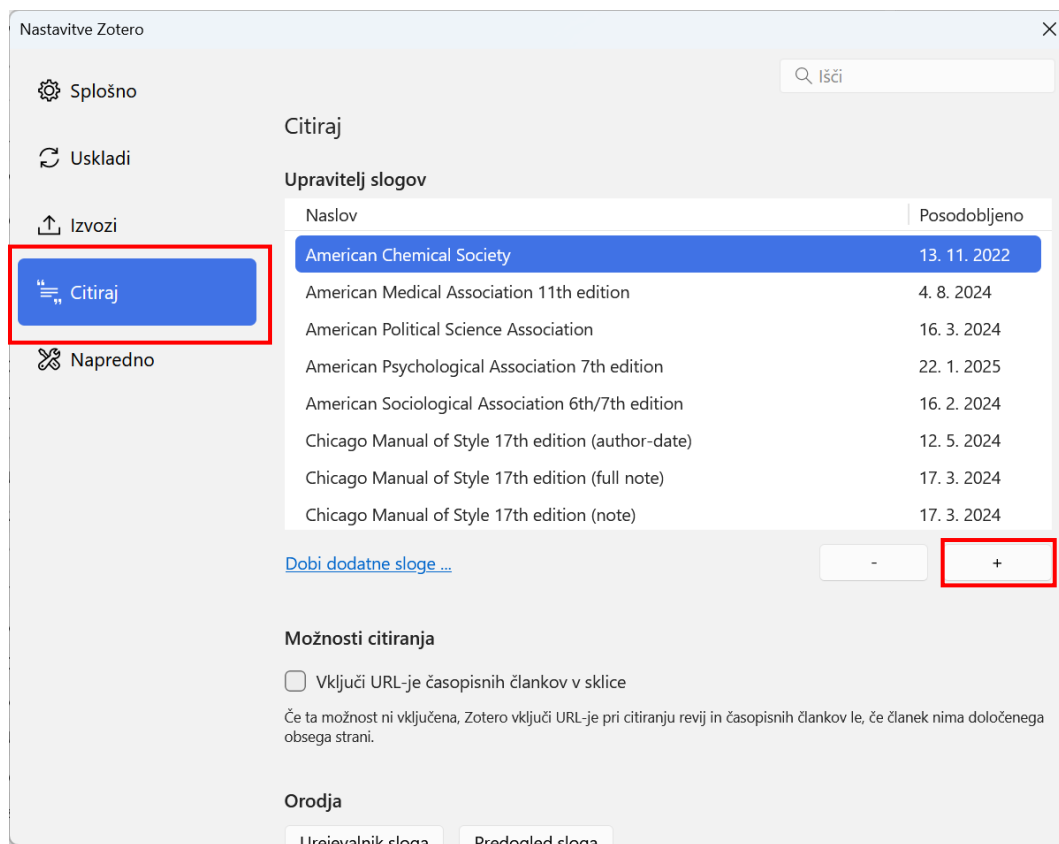 Nastavitve Zotero
Išči
Splošno
Uskladi
Izvozi
Citiraj
Napredno
Citiraj
Upravitelj slogov
Naslov Posodobljeno
American Chemical Society 13. 11. 2022
American Medical Association 11th edition 4. 8. 2024
American Political Science Association 16. 3. 2024
American Psychological Association 7th edition 22. 1. 2025
American Sociological Association 6th/7th edition 16. 2. 2024
Chicago Manual of Style 17th edition (author-date) 12. 5. 2024
Chicago Manual of Style 17th edition (full note) 17. 3. 2024
Chicago Manual of Style 17th edition (note) 17. 3. 2024
Dobi dodatne sloge ... - +
Možnosti citiranja
Vključi URL-je časopisnih člankov v sklice
Če ta možnost ni vključena, Zotero vključi URL-je pri citiranju revij in časopisnih člankov le, če članek nima določenega
obsega strani.
Orodja
Urejevalnik sloga Predogled sloga